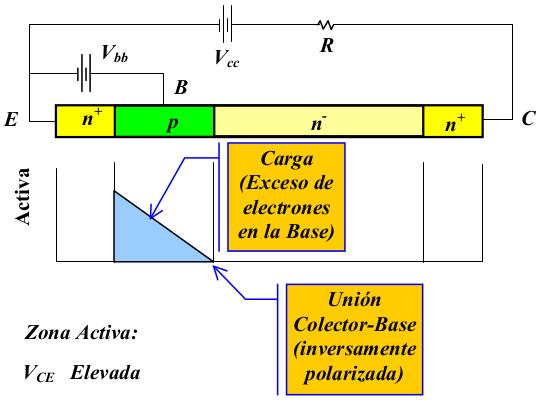 V_bb
V_cc
R
B
E
n+
p
n-
n+
C
Activa
Carga
(Exceso de
electrones
en la Base)
Unión
Colector-Base
(inversamente
polarizada)
Zona Activa:
V_CE Elevada